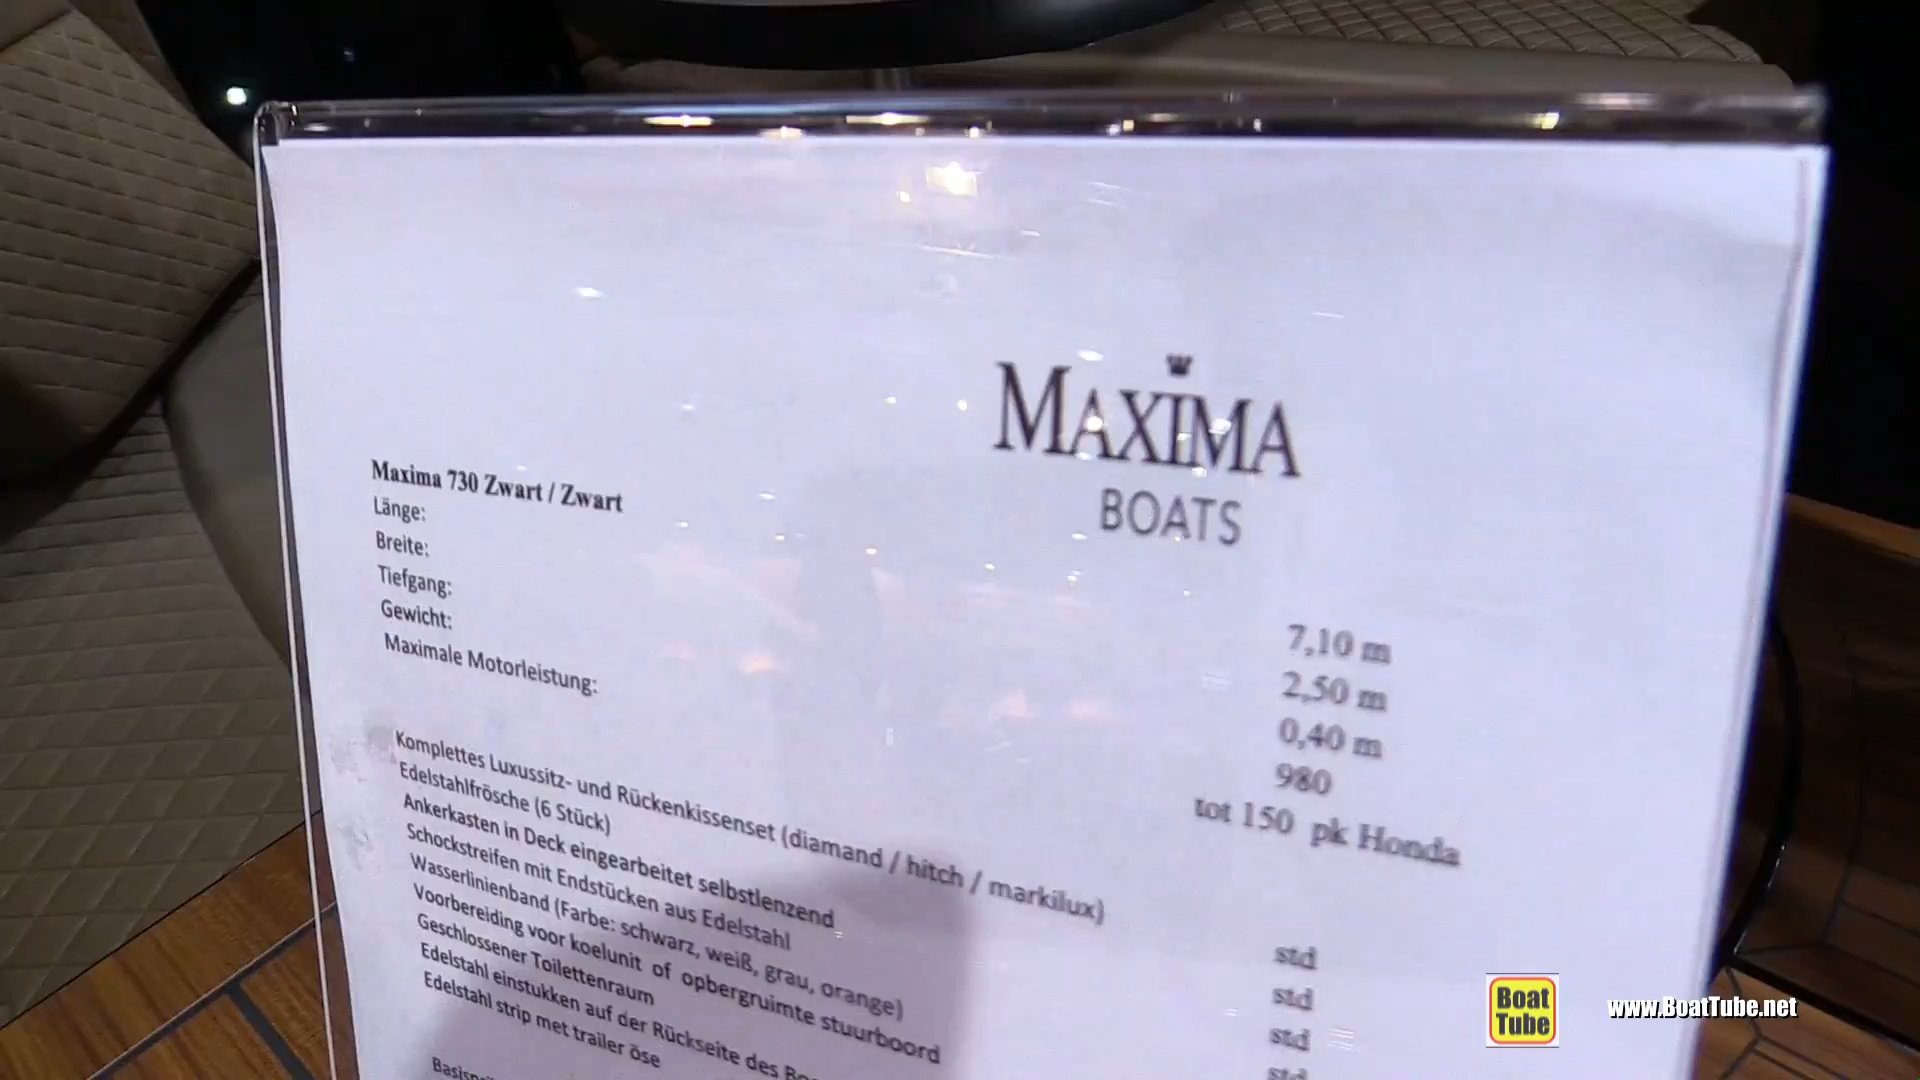 MAXIMA
BOATS
Maxima 730 Zwart / Zwart
Länge:
7,10 m
Breite:
2,50 m
Tiefgang:
0,40 m
Gewicht:
980
Maximale Motorleistung:
tot 150 pk Honda
Komplettes Luxussitz- und Rückenkissenset (diamand / hitch / markilux)
std
Edelstahlfrösche (6 Stück)
std
Ankerkasten in Deck eingearbeitet selbstlenzend
std
Schockstreifen mit Endstücken aus Edelstahl
std
Wasserlinienband (Farbe: schwarz, weiß, grau, orange)
Voorbereiding voor koelunit of opbergruimte stuurboord
Geschlossener Toilettenraum
Edelstahl einstukken auf der Rückseite des
Edelstahl strip met trailer öse
Boat
Tube
www.BoatTube.net